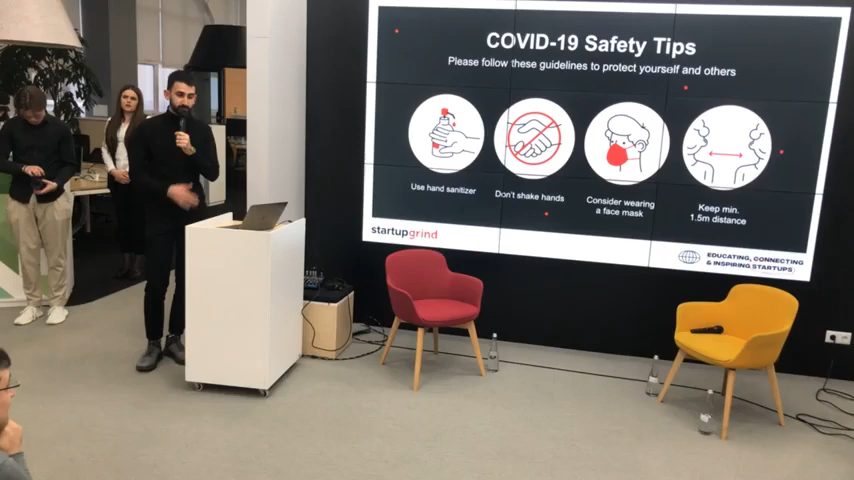 COVID-19 Safety Tips
Please follow these guidelines to protect yourself and others
Use hand sanitizer
Don't shake hands
Consider wearing
a face mask
Keep min.
1.5m distance
startupgrind
EDUCATING, CONNECTING
& INSPIRING STARTUPS